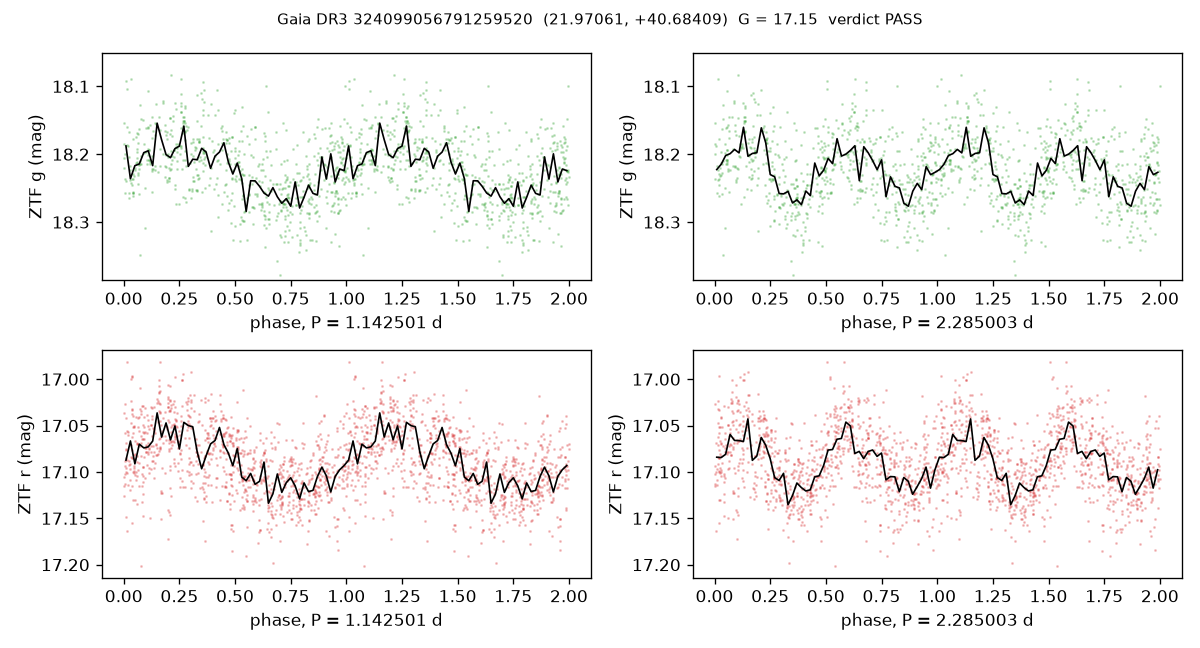 Gaia DR3 324099056791259520 (21.97061, +40.68409) G = 17.15 verdict PASS
ZTF g (mag)
18.1
18.2
18.3
0.00 0.25 0.50 0.75 1.00 1.25 1.50 1.75 2.00
phase, P = 1.142501 d
ZTF g (mag)
18.1
18.2
18.3
0.00 0.25 0.50 0.75 1.00 1.25 1.50 1.75 2.00
phase, P = 2.285003 d
ZTF r (mag)
17.00
17.05
17.10
17.15
17.20
0.00 0.25 0.50 0.75 1.00 1.25 1.50 1.75 2.00
phase, P = 1.142501 d
ZTF r (mag)
17.00
17.05
17.10
17.15
17.20
0.00 0.25 0.50 0.75 1.00 1.25 1.50 1.75 2.00
phase, P = 2.285003 d